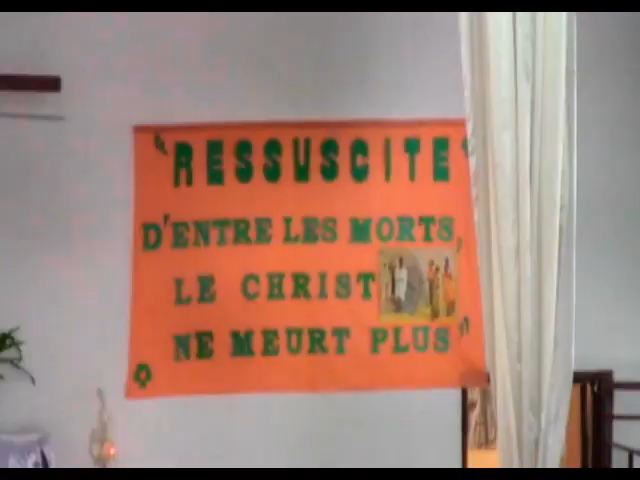 "RESSUSCITE
D'ENTRE LES MORTS,
LE CHRIST
NE MEURT PLUS"